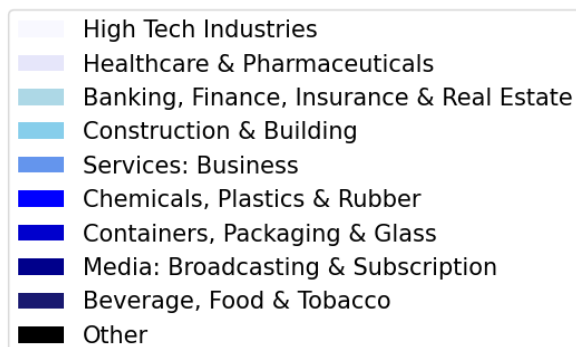 High Tech Industries
Healthcare & Pharmaceuticals
Banking, Finance, Insurance & Real Estate
Construction & Building
Services: Business
Chemicals, Plastics & Rubber
Containers, Packaging & Glass
Media: Broadcasting & Subscription
Beverage, Food & Tobacco
Other